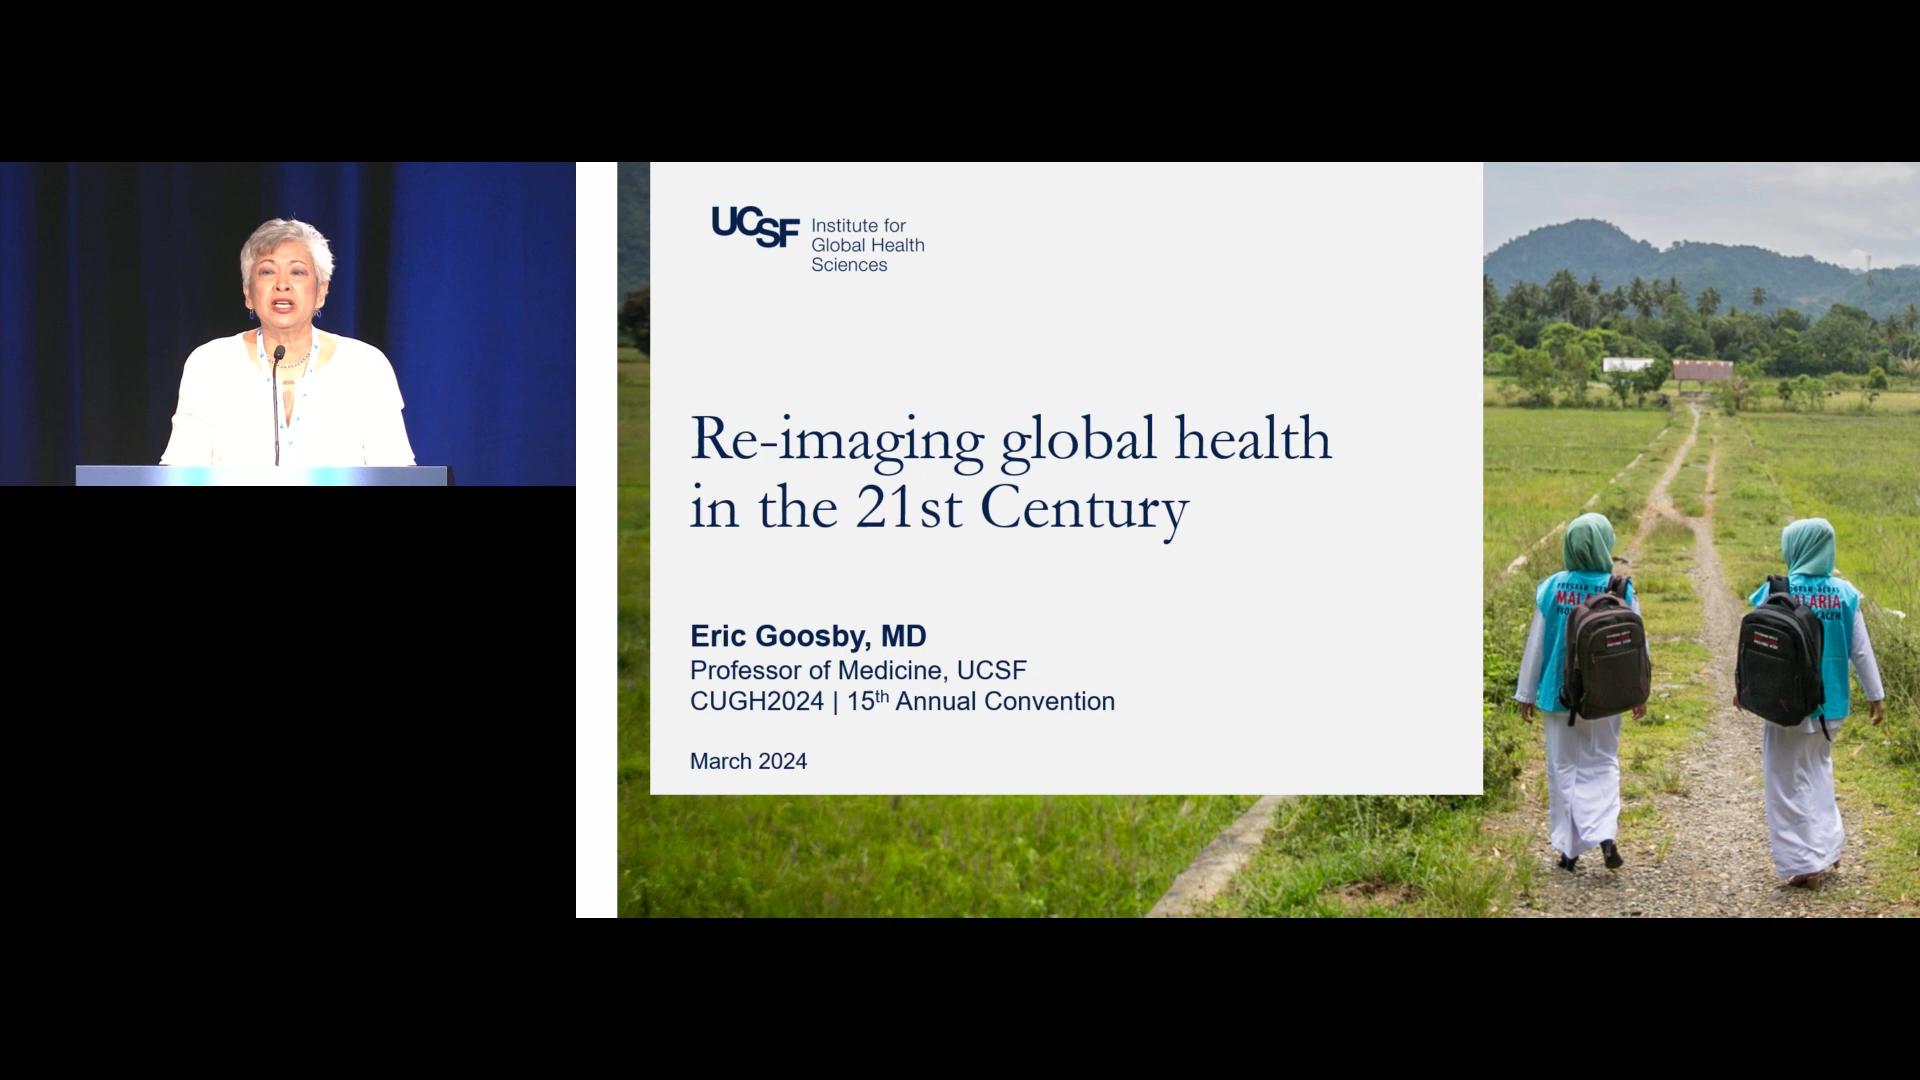 UCSF
Institute for
Global Health
Sciences
Re-imaging global health
in the 21st Century
Eric Goosby, MD
Professor of Medicine, UCSF
CUGH2024 | 15th Annual Convention
March 2024
MALARIA